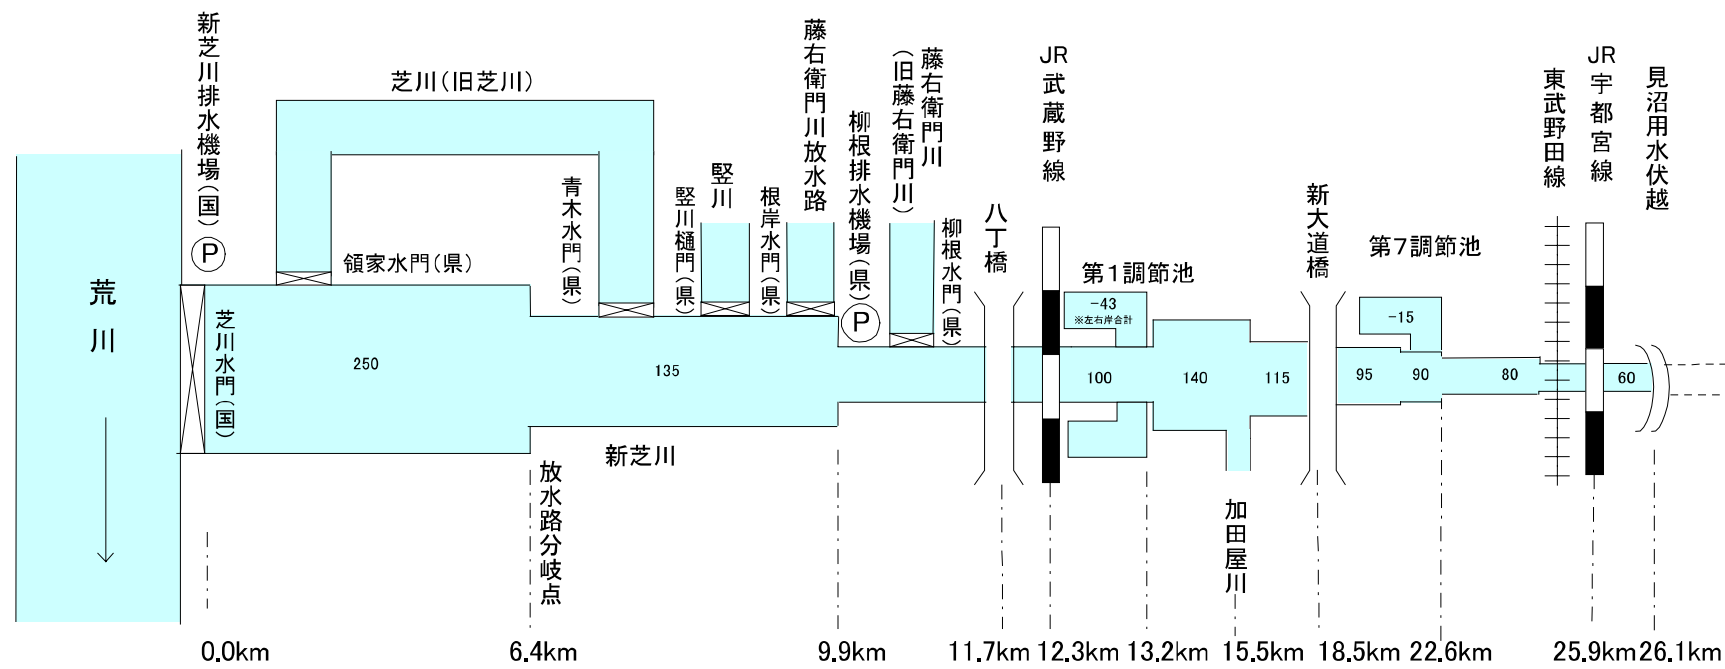 新芝川排水機場(国)
P
荒川
芝川水門(国)
芝川(旧芝川)
領家水門(県)
250
青木水門(県)
竪川樋門(県)
竪川
根岸水門(県)
藤右衛門川放水路
135
新芝川
放水路分岐点
柳根排水機場(県)
P
藤右衛門川
(旧藤右衛門川)
柳根水門(県)
八丁橋
JR武蔵野線
第1調節池
-43
※左右岸合計
100
140
115
加田屋川
新大道橋
第7調節池
-15
95
90
80
東武野田線
JR宇都宮線
60
見沼用水伏越
0.0km
6.4km
9.9km
11.7km
12.3km
13.2km
15.5km
18.5km
22.6km
25.9km
26.1km